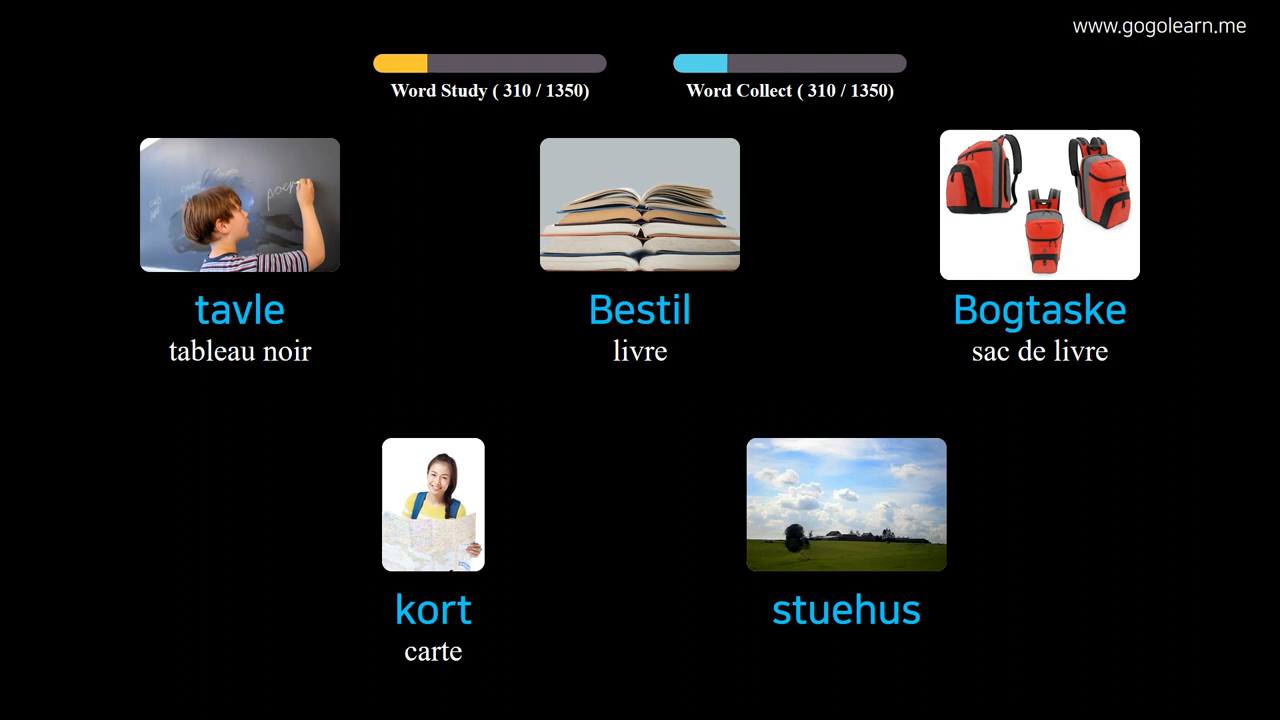 www.gogolearn.me
Word Study ( 310 / 1350)
Word Collect ( 310 / 1350)
tavle
tableau noir
Bestil
livre
Bogtaske
sac de livre
kort
carte
stuehus